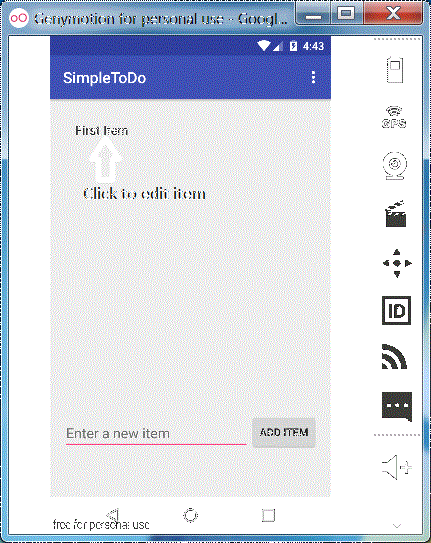 Genymotion for personal use - Googl...
4:43
SimpleToDo
First Item
Click to edit item
Enter a new item
ADD ITEM
free for personal use
GPS
ID